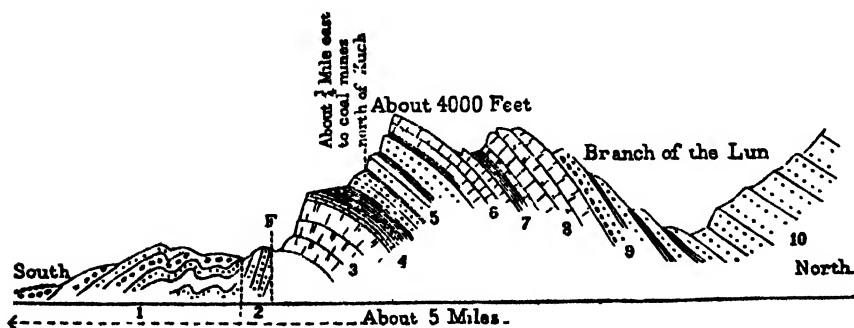 About ¾ Mile east
to coal mines
north of Kuch
About 4000 Feet
Branch of the Lun
F
South
North
1
2
3
4
5
6
7
8
9
10
About 5 Miles